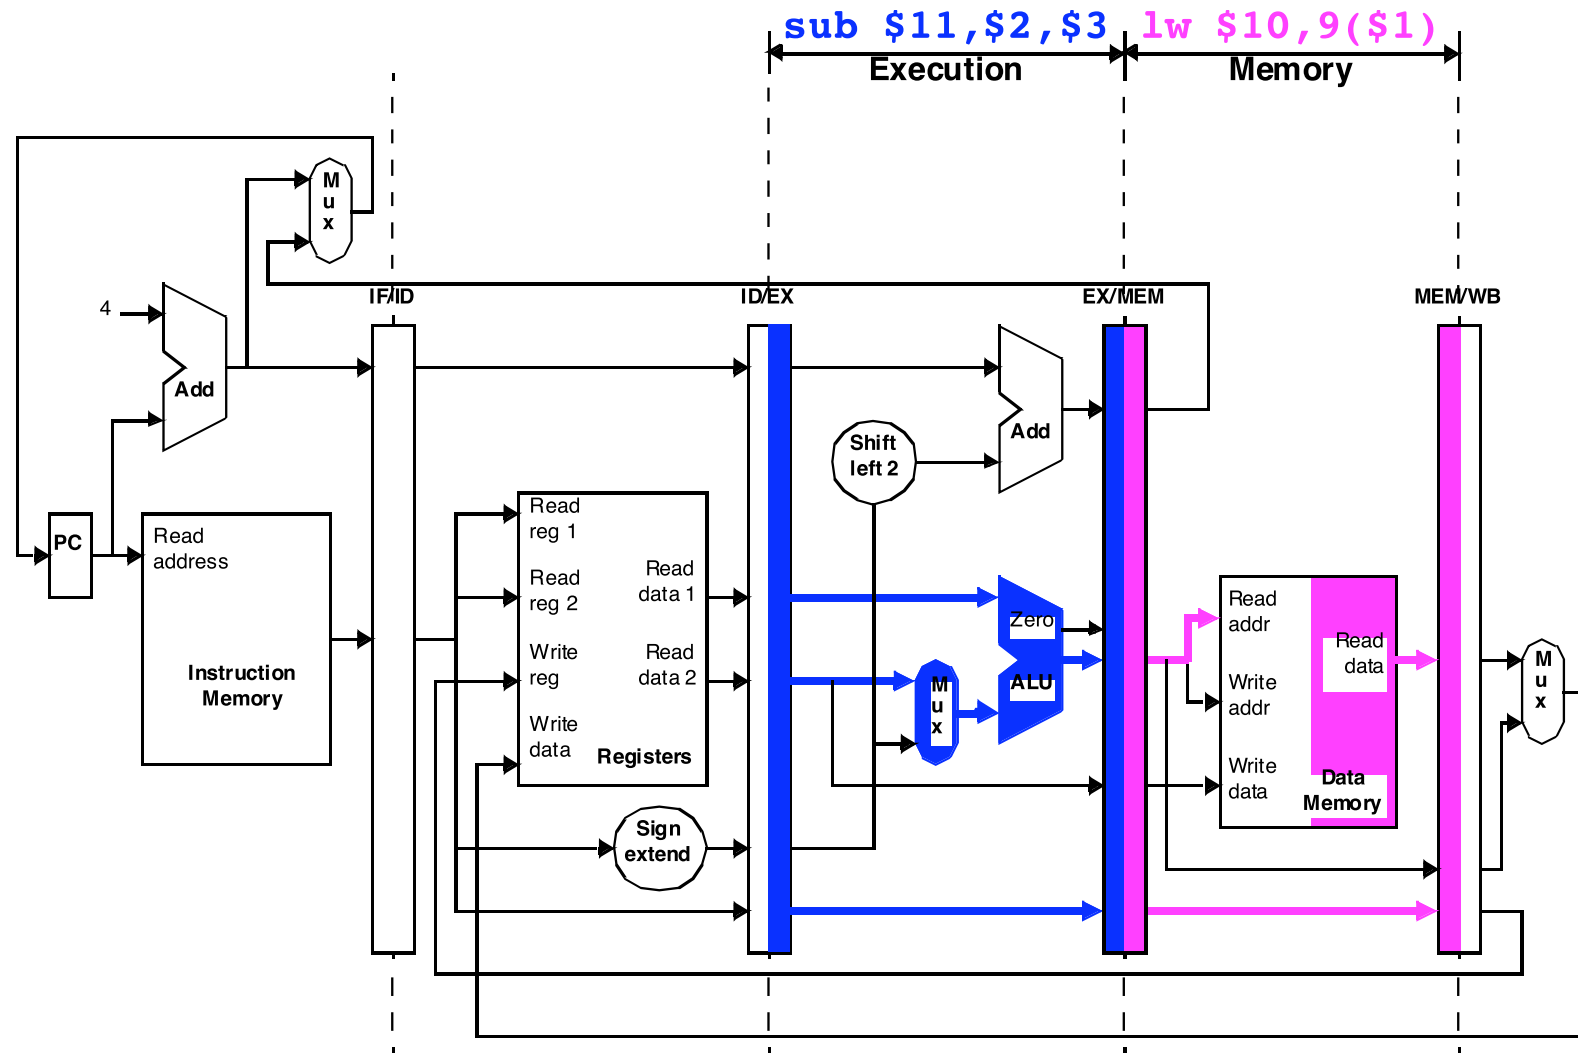 sub $11,$2,$3 lw $10,9($1)
Execution Memory
M
u
x
IF/ID ID/EX EX/MEM MEM/WB
4
Add
Add
Shift
left 2
PC
Read
address
Instruction
Memory
Read
reg 1
Read
reg 2
Write
reg
Write
data
Read
data 1
Read
data 2
Registers
Sign
extend
M
u
x
Zero
ALU
Read
addr
Write
addr
Write
data
Read
data
Data
Memory
M
u
x